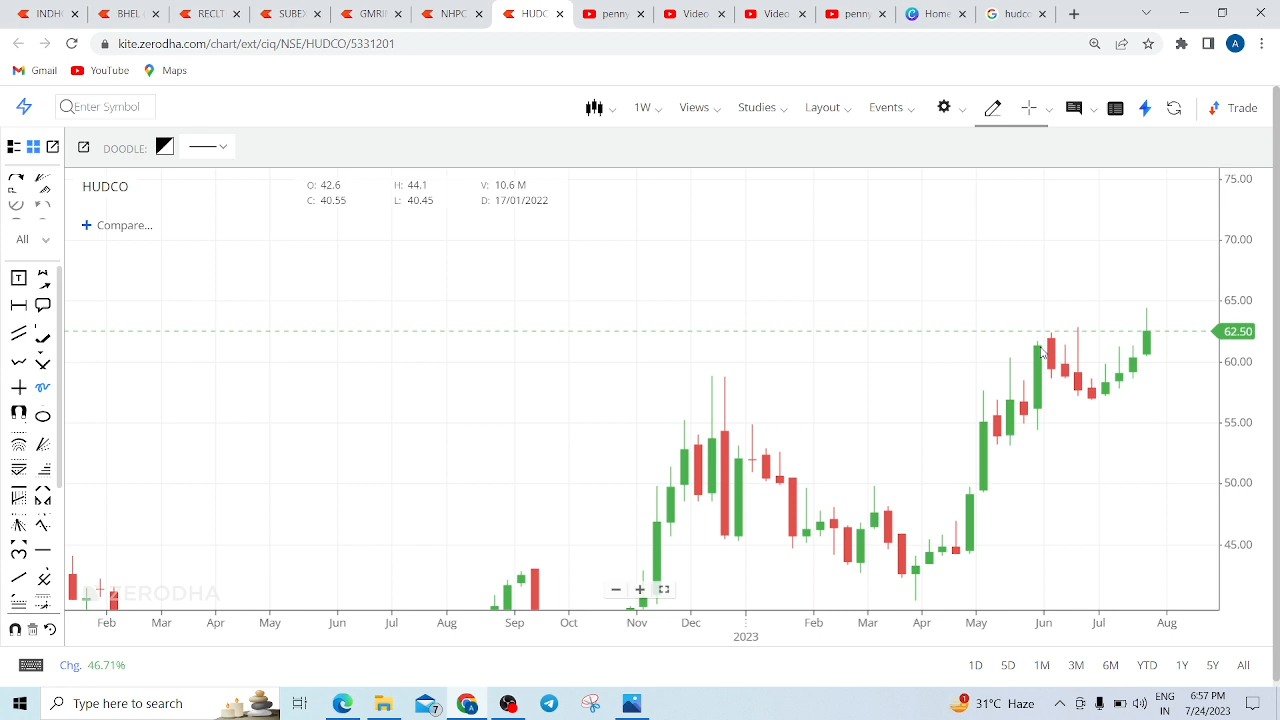 INDHO
BHEL
RECLT
SUBEX
GMRIN
NHPC
HUDC
penny
Video
Video
penny
Home
hudco
kite.zerodha.com/chart/ext/ciq/NSE/HUDCO/5331201
A
Gmail
YouTube
Maps
Enter Symbol
1W
Views
Studies
Layout
Events
Trade
DOODLE:
HUDCO
O: 42.6
H: 44.1
V: 10.6 M
C: 40.55
L: 40.45
D: 17/01/2022
Compare...
All
75.00
70.00
65.00
62.50
60.00
55.00
50.00
45.00
ZERODHA
Feb Mar Apr May Jun Jul Aug Sep Oct Nov Dec Feb Mar Apr May Jun Jul Aug
2023
Chg. 46.71%
1D 5D 1M 3M 6M YTD 1Y 5Y All
Type here to search
7
1
31°C Haze
ENG
IN
6:57 PM
7/24/2023